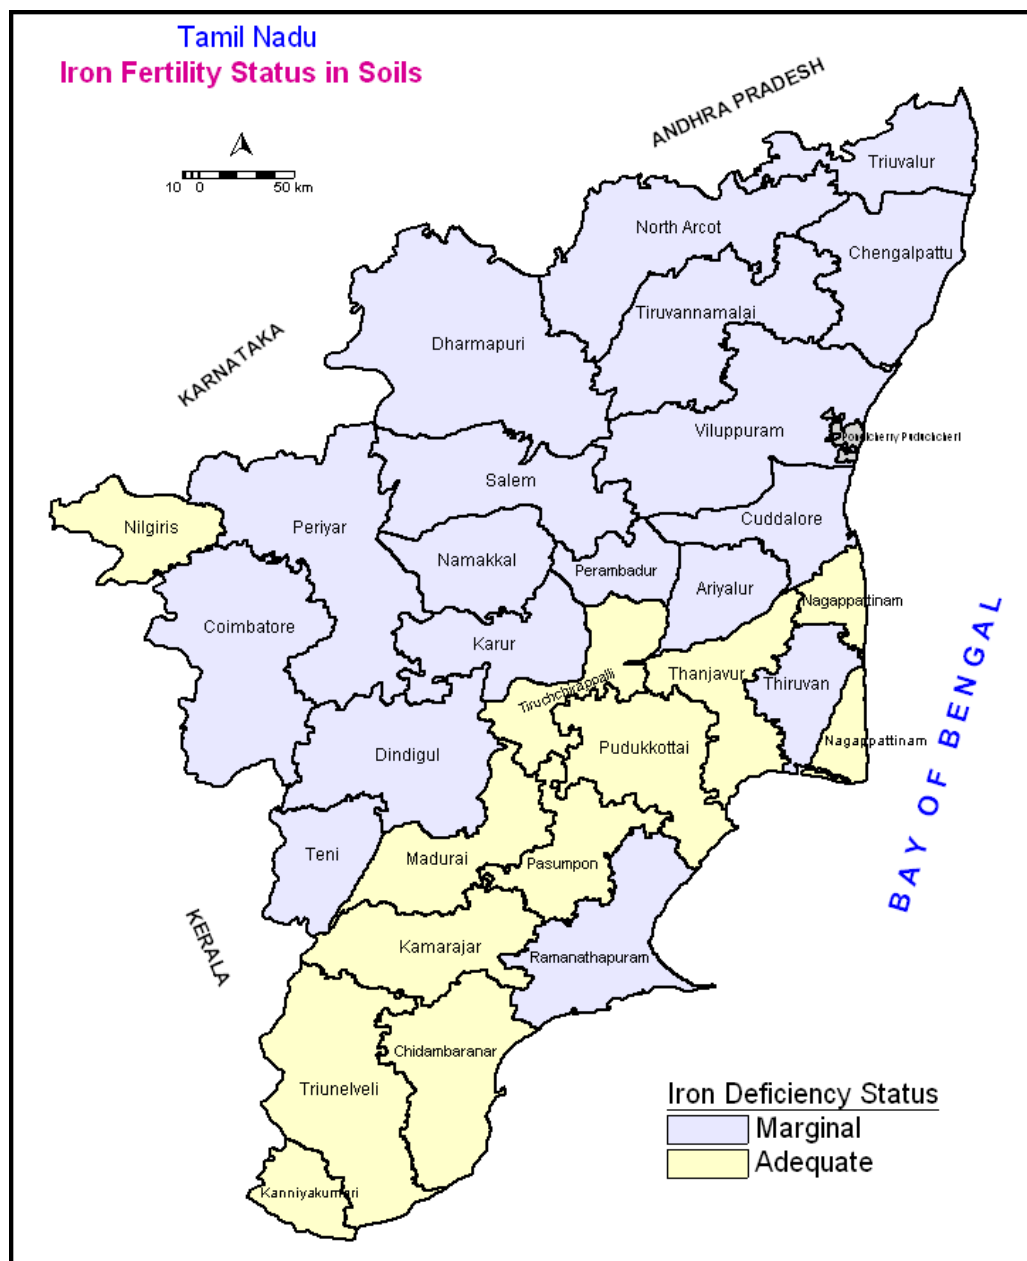 Tamil Nadu
Iron Fertility Status in Soils
ANDHRA PRADESH
10 0 50 km
Triuvalur
North Arcot
Chengalpattu
Tiruvannamalai
KARNATAKA
Dharmapuri
Viluppuram
Pondicherry Puduchcheri
Salem
Nilgiris
Periyar
Cuddalore
Namakkal
Perambadur
Ariyalur
Nagappattinam
Coimbatore
Karur
Thanjavur
Thiruvan
Tiruchchirappalli
Nagappattinam
Dindigul
Pudukkottai
BAY OF BENGAL
Teni
Madurai
Pasumpon
KERALA
Kamarajar
Ramanathapuram
Chidambaranar
Triunelveli
Kanniyakumari
Iron Deficiency Status
Marginal
Adequate